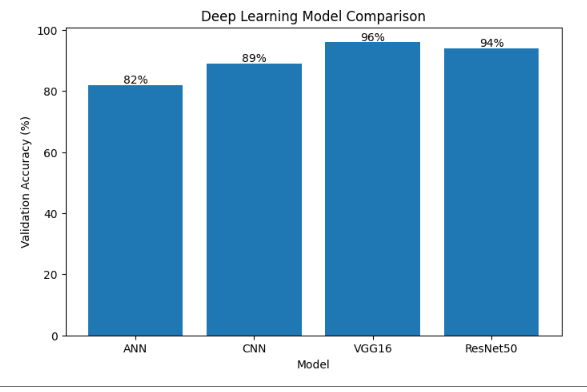 Deep Learning Model Comparison
100
80
60
40
20
0
Validation Accuracy (%)
82%
89%
96%
94%
ANN
CNN
VGG16
ResNet50
Model